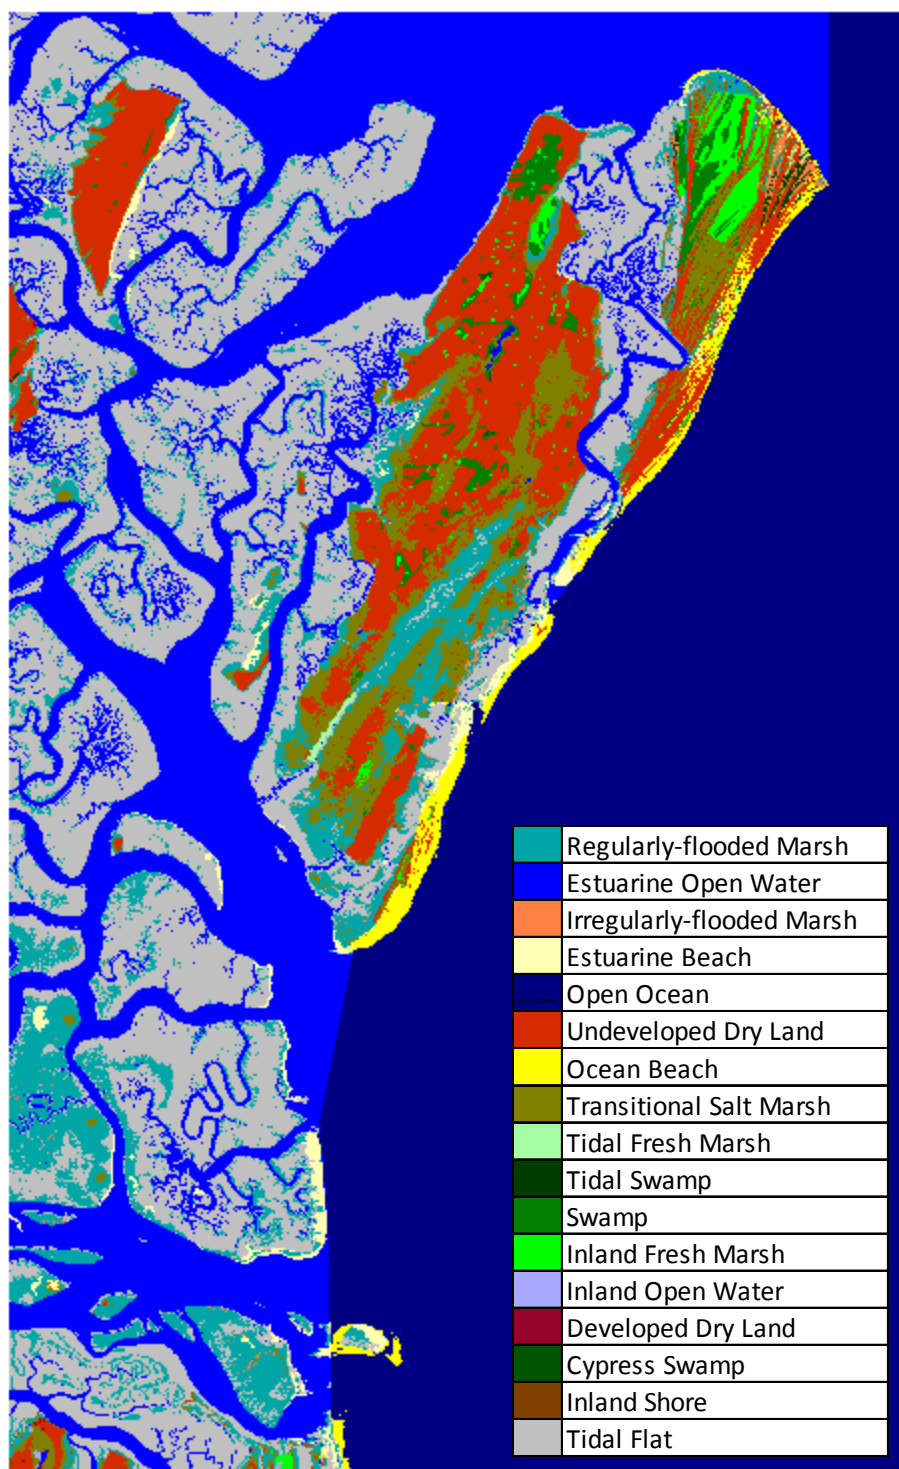 Regularly-flooded Marsh
Estuarine Open Water
Irregularly-flooded Marsh
Estuarine Beach
Open Ocean
Undeveloped Dry Land
Ocean Beach
Transitional Salt Marsh
Tidal Fresh Marsh
Tidal Swamp
Swamp
Inland Fresh Marsh
Inland Open Water
Developed Dry Land
Cypress Swamp
Inland Shore
Tidal Flat